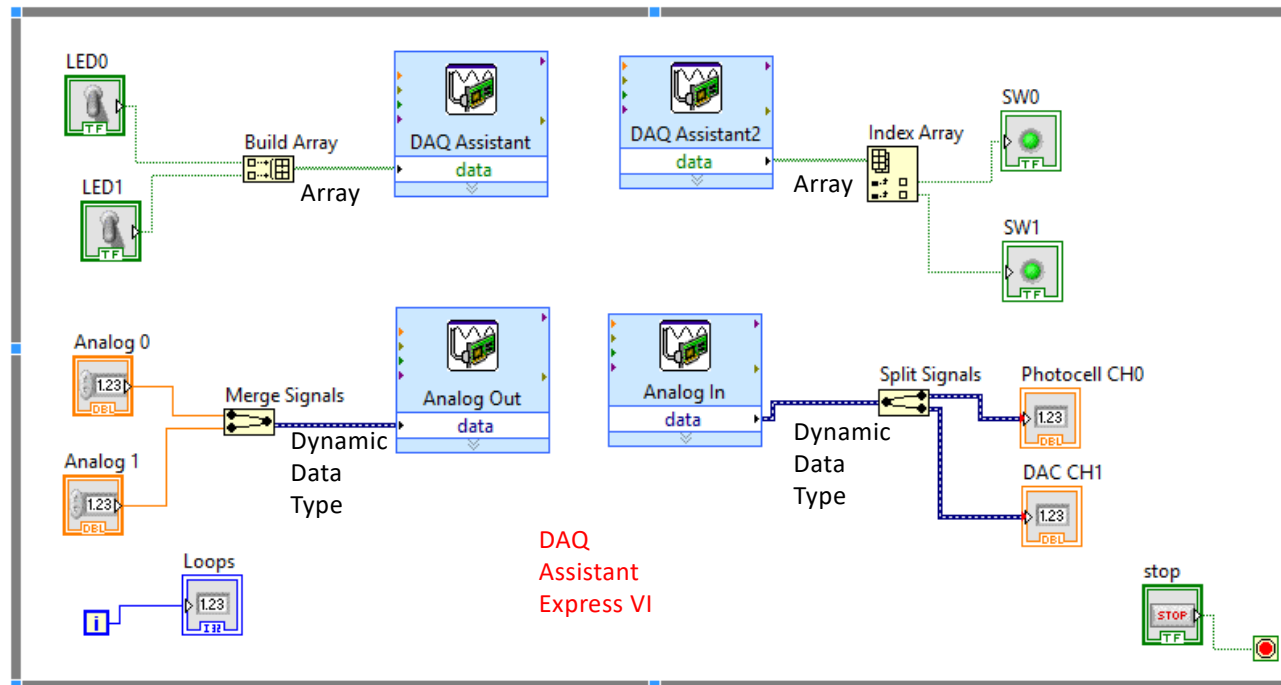 LED0
TF
LED1
TF
Build Array
Array
DAQ Assistant
data
DAQ Assistant2
data
Array
Index Array
SW0
TF
SW1
TF
Analog 0
1.23
DBL
Analog 1
1.23
DBL
Merge Signals
Dynamic
Data
Type
Analog Out
data
Analog In
data
Dynamic
Data
Type
Split Signals
Photocell CH0
1.23
DBL
DAC CH1
1.23
DBL
Loops
i
1.23
I32
DAQ
Assistant
Express VI
stop
STOP
TF